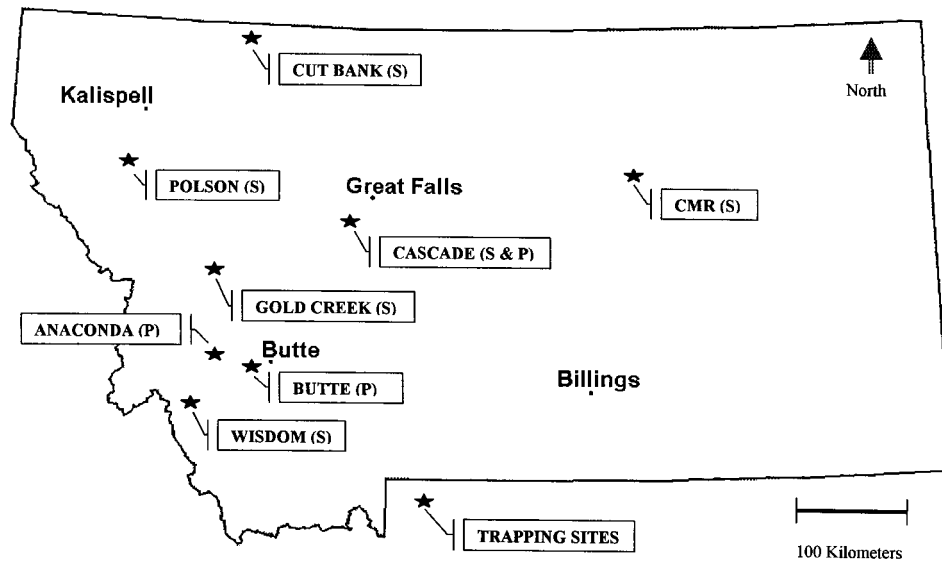 CUT BANK (S)
Kalispell
North
POLSON (S)
Great Falls
CMR (S)
CASCADE (S & P)
GOLD CREEK (S)
ANACONDA (P)
Butte
BUTTE (P)
Billings
WISDOM (S)
TRAPPING SITES
100 Kilometers